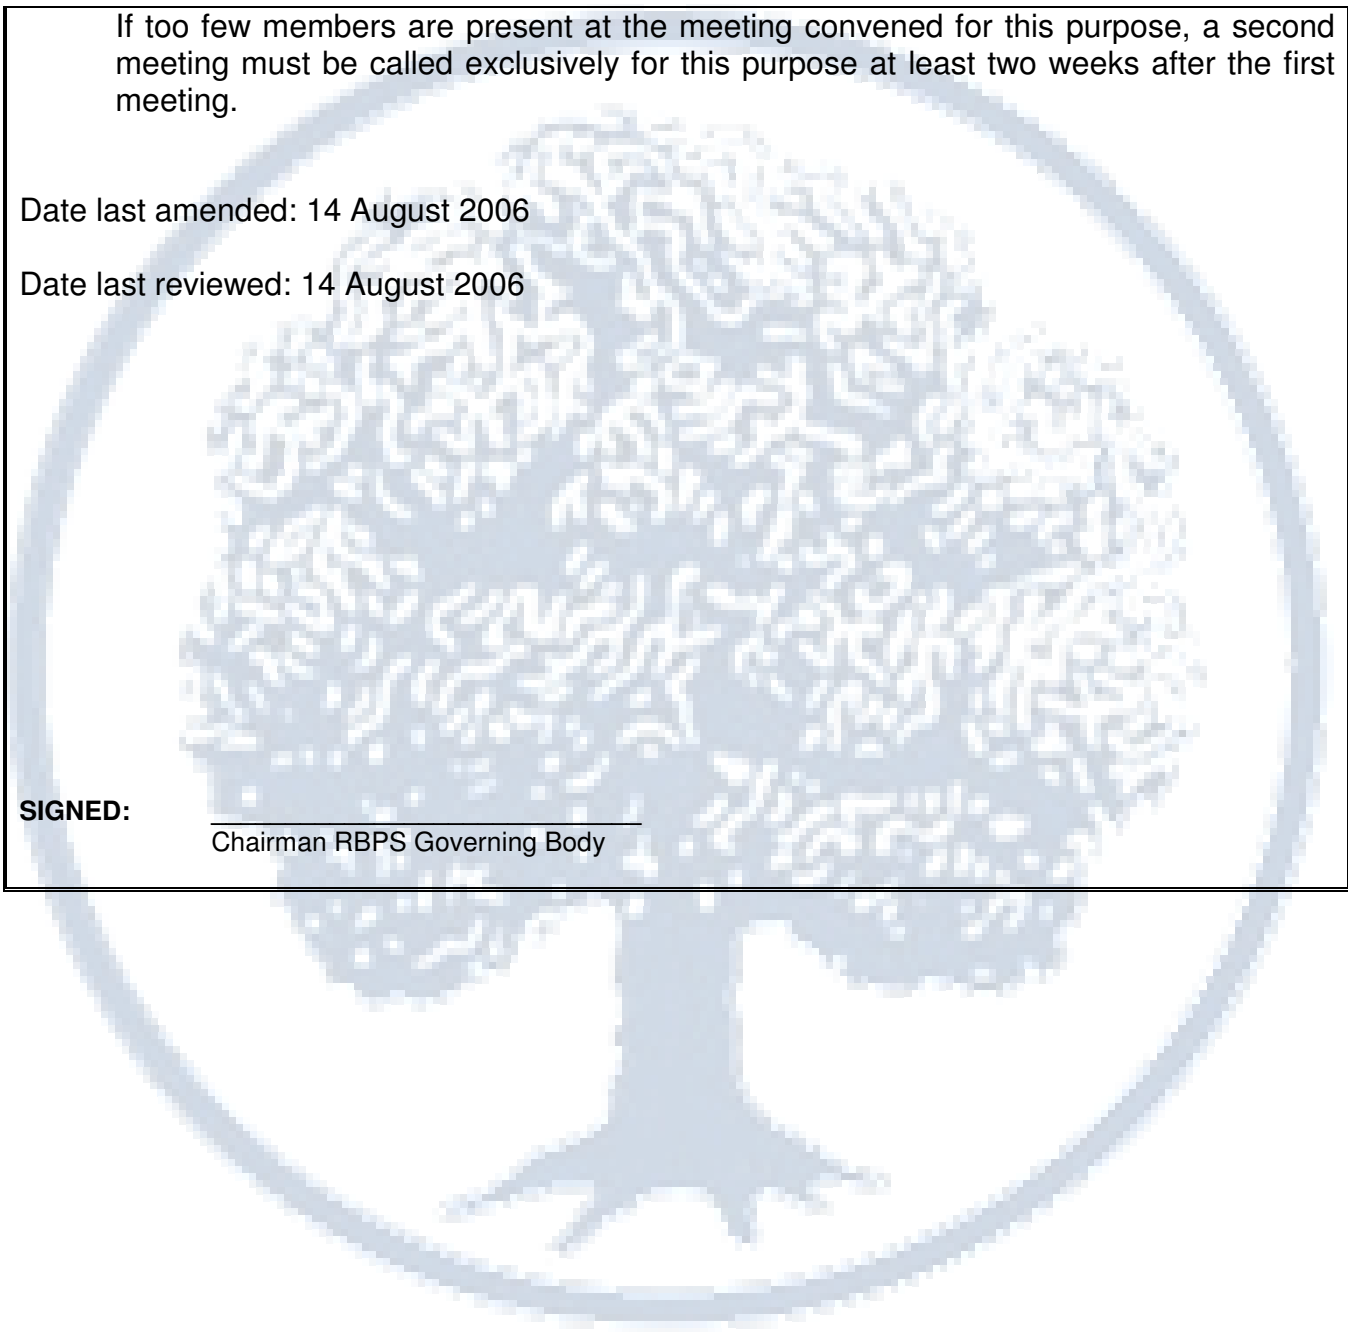 If too few members are present at the meeting convened for this purpose, a second
meeting must be called exclusively for this purpose at least two weeks after the first
meeting.
Date last amended: 14 August 2006
Date last reviewed: 14 August 2006
SIGNED:
Chairman RBPS Governing Body